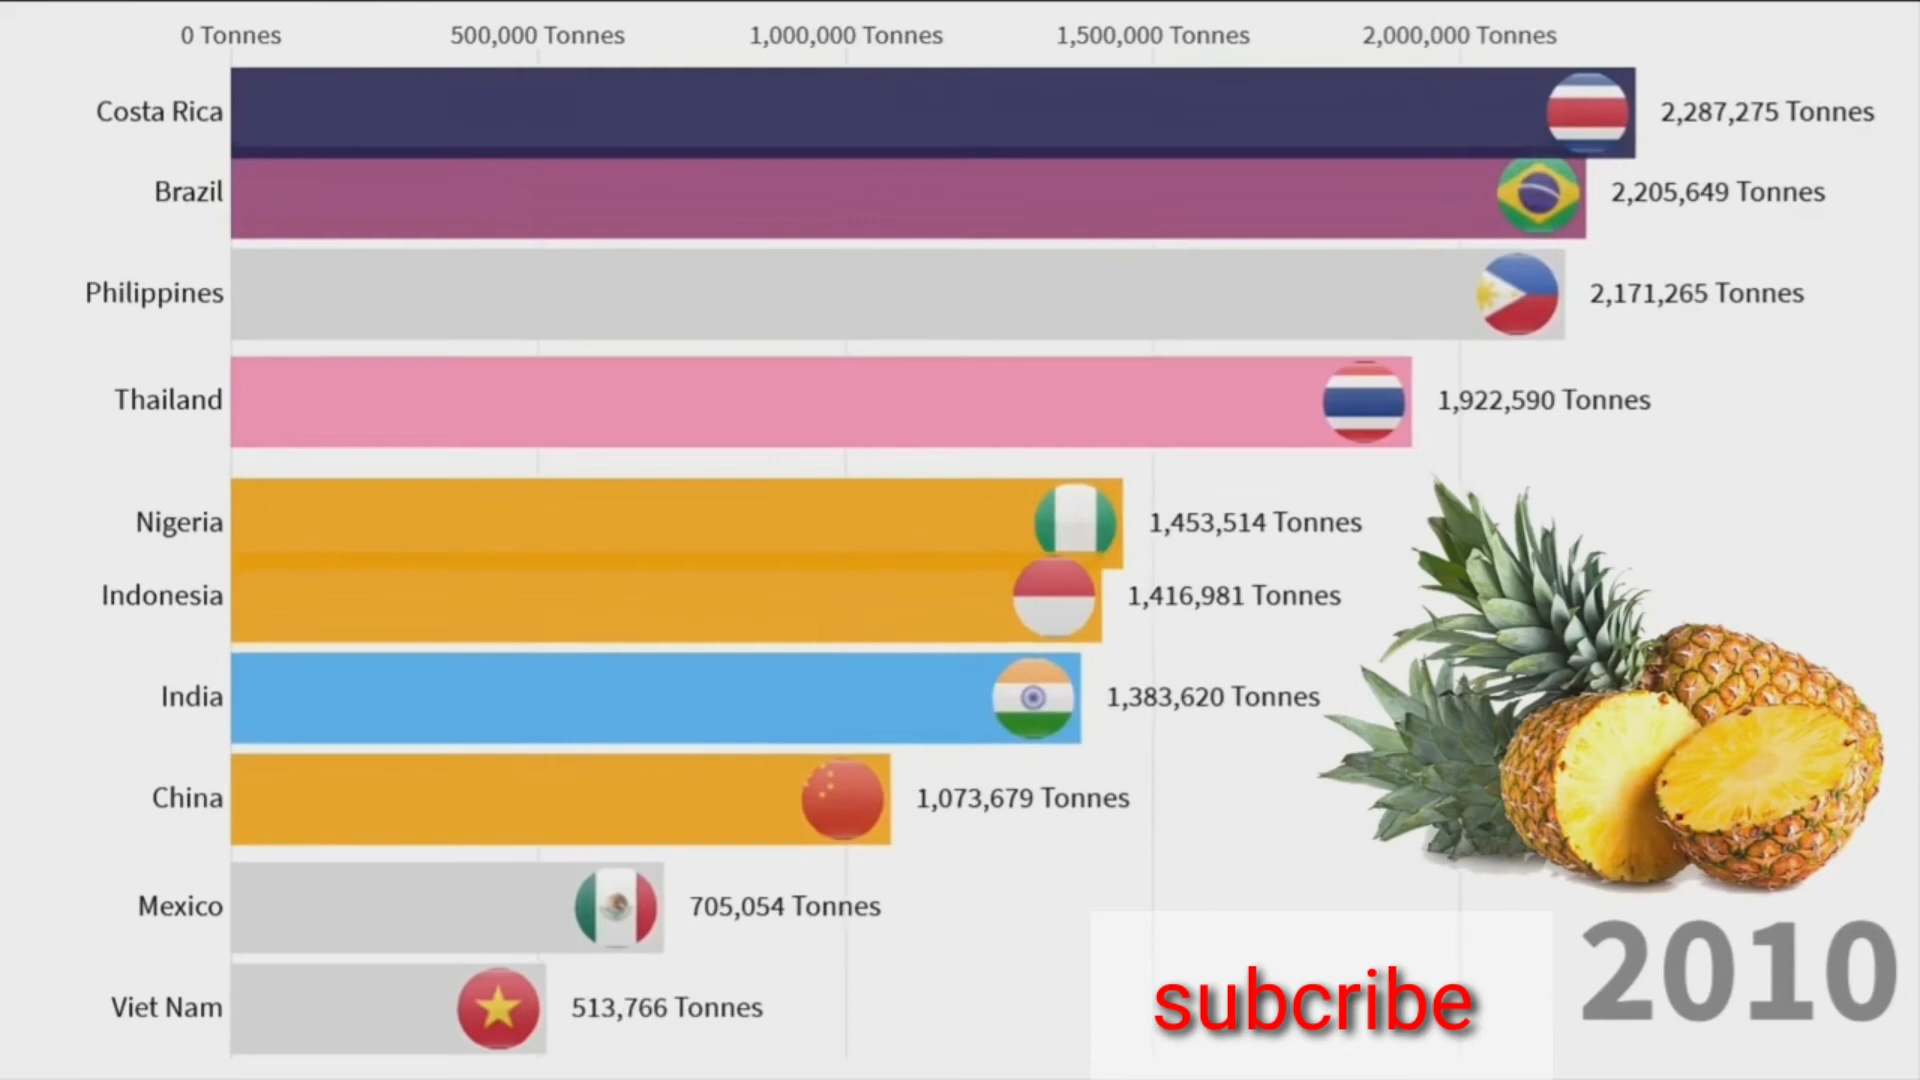 0 Tonnes 500,000 Tonnes 1,000,000 Tonnes 1,500,000 Tonnes 2,000,000 Tonnes
Costa Rica 2,287,275 Tonnes
Brazil 2,205,649 Tonnes
Philippines 2,171,265 Tonnes
Thailand 1,922,590 Tonnes
Nigeria 1,453,514 Tonnes
Indonesia 1,416,981 Tonnes
India 1,383,620 Tonnes
China 1,073,679 Tonnes
Mexico 705,054 Tonnes
Viet Nam 513,766 Tonnes
subcribe
2010